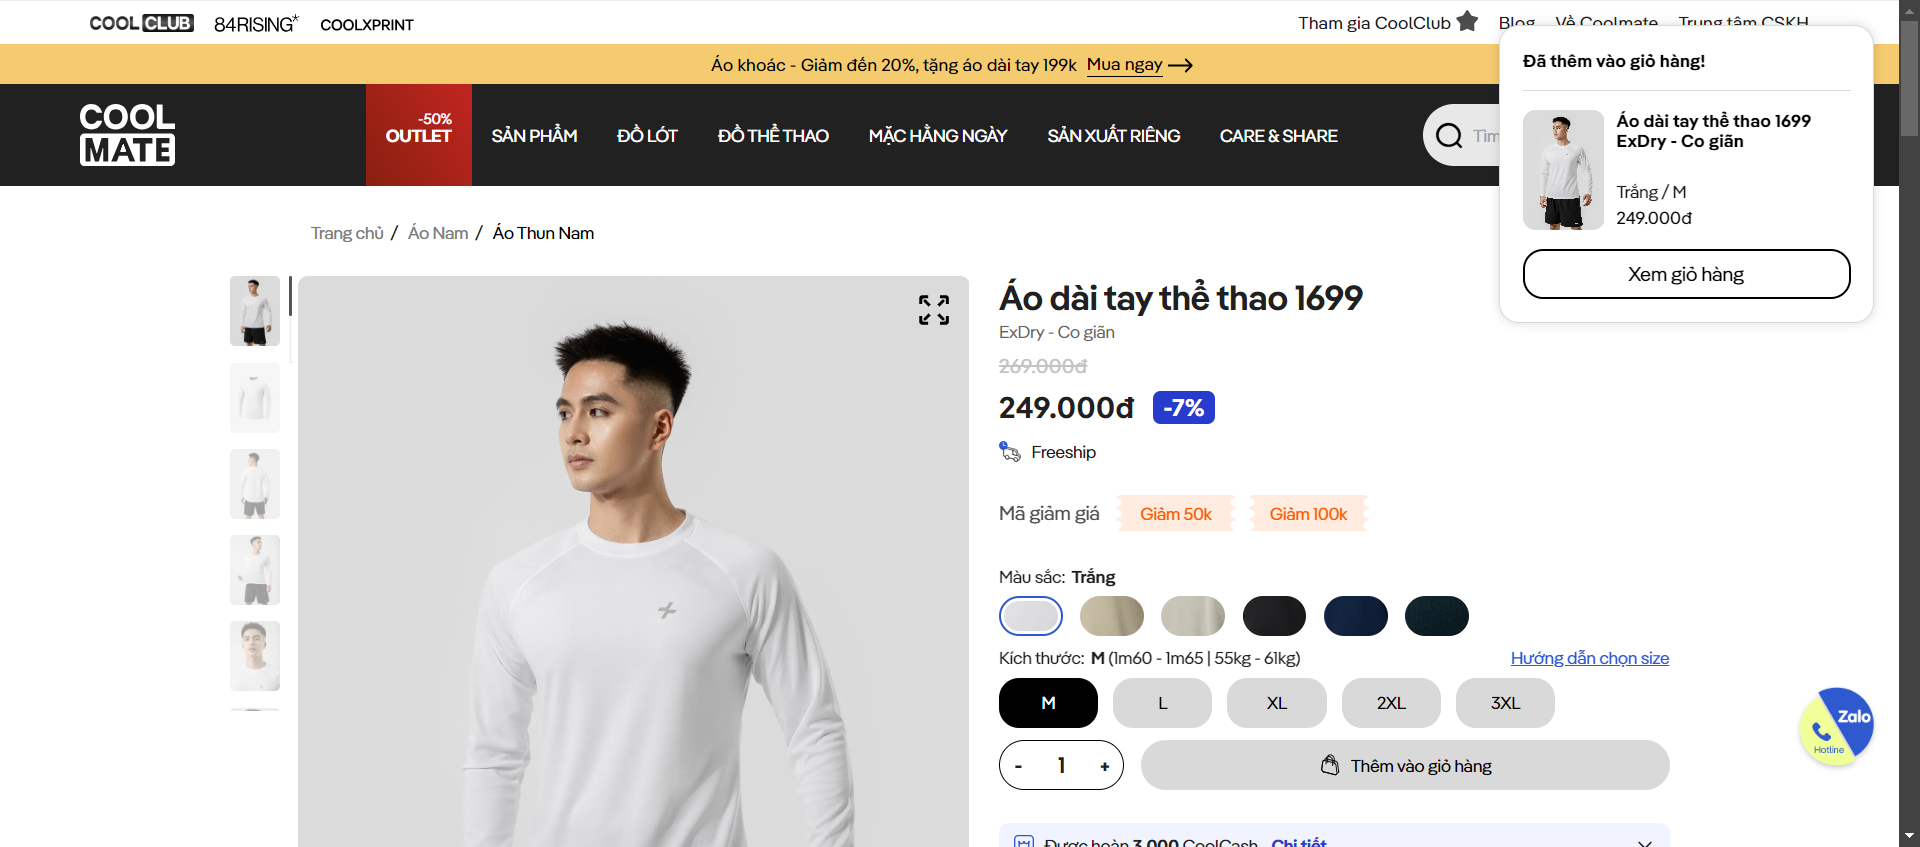 COOLCLUB 84RISING* COOLXPRINT
Tham gia CoolClub Blog Về Coolmate Trung tâm CSKH
Áo khoác - Giảm đến 20%, tặng áo dài tay 199k Mua ngay
COOL
MATE
-50%
OUTLET
SẢN PHẨM ĐỒ LÓT ĐỒ THỂ THAO MẶC HẰNG NGÀY SẢN XUẤT RIÊNG CARE & SHARE
Tìm
Đã thêm vào giỏ hàng!
Áo dài tay thể thao 1699
ExDry - Co giãn
Trắng / M
249.000đ
Xem giỏ hàng
Trang chủ / Áo Nam / Áo Thun Nam
Áo dài tay thể thao 1699
ExDry - Co giãn
269.000đ
249.000đ -7%
Freeship
Mã giảm giá Giảm 50k Giảm 100k
Màu sắc: Trắng
Kích thước: M (1m60 - 1m65 | 55kg - 61kg) Hướng dẫn chọn size
M L XL 2XL 3XL
- 1 + Thêm vào giỏ hàng
Zalo
Hotline
Được hoàn 3.000 CoolCash Chi tiết